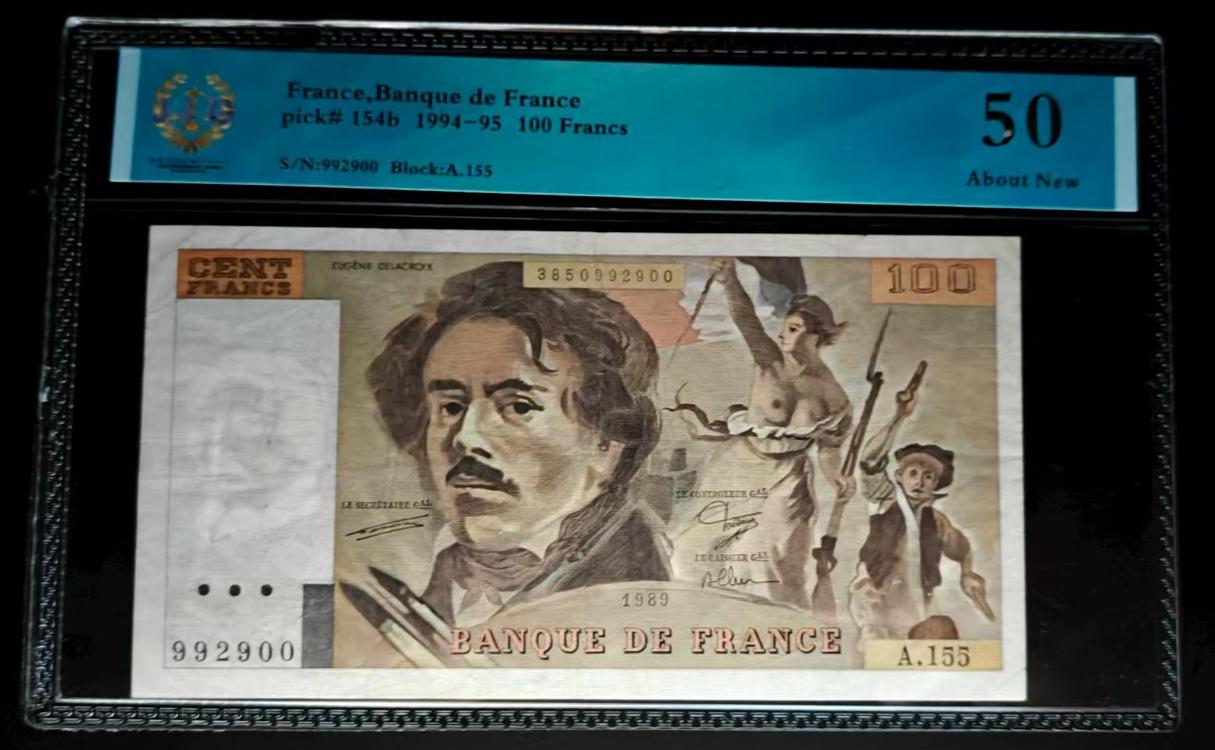 France,Banque de France
pick# 154b 1994-95 100 Francs
S/N:992900 Block:A.155
50
About New
CENT
FRANCS
EUGÈNE DELACROIX
3850992900
100
LE SECRÉTAIRE GAL
LE CONTROLEUR GAL
LE CAISSIER GAL
1989
BANQUE DE FRANCE
992900
A.155